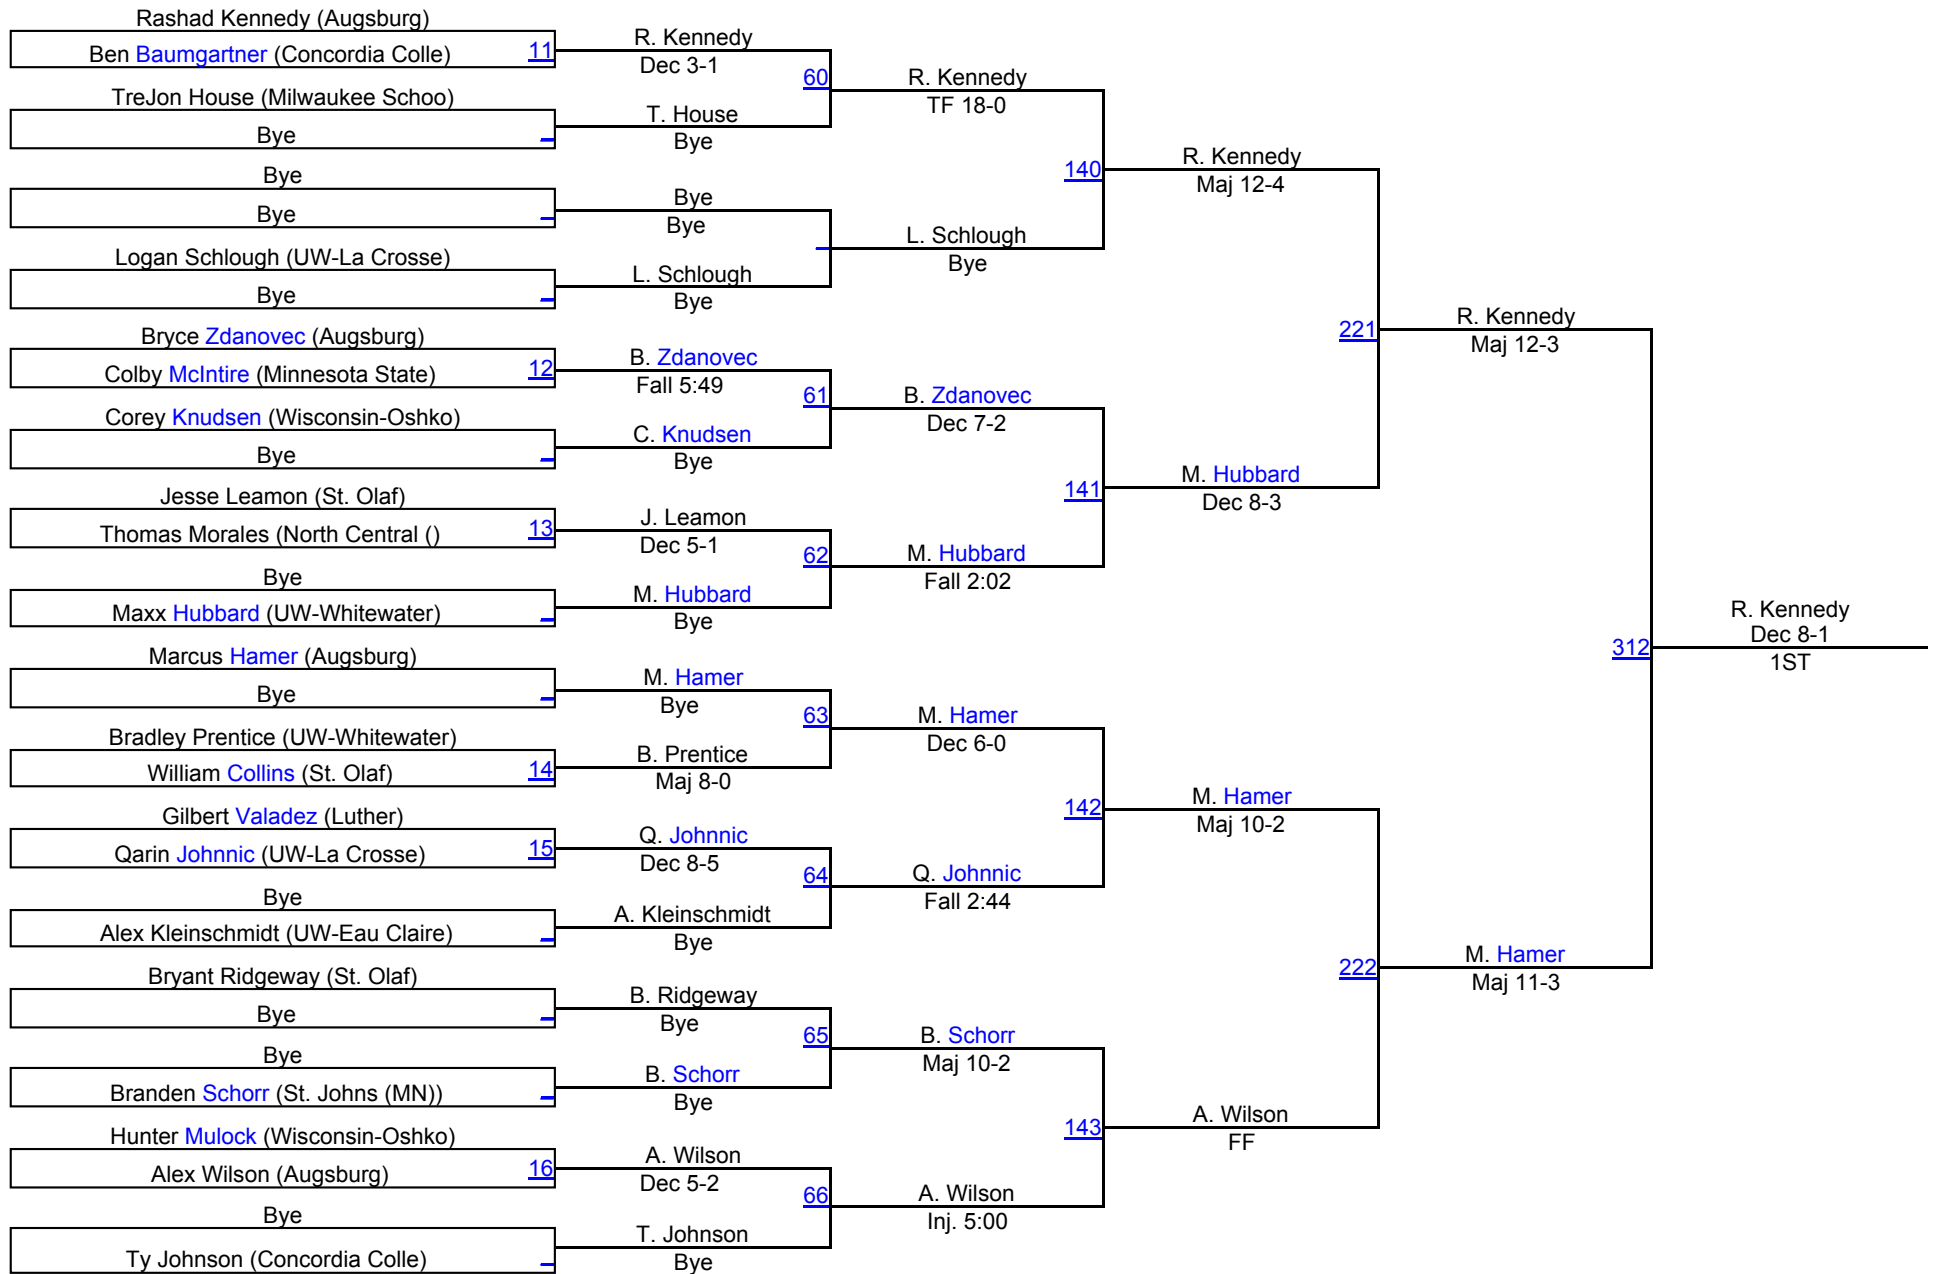 Rashad Kennedy (Augsburg)
Ben Baumgartner (Concordia Colle) 11
TreJon House (Milwaukee Schoo)
Bye
Bye
Bye
Logan Schlough (UW-La Crosse)
Bye
Bryce Zdanovec (Augsburg)
Colby McIntire (Minnesota State) 12
Corey Knudsen (Wisconsin-Oshko)
Bye
Jesse Leamon (St. Olaf)
Thomas Morales (North Central () 13
Bye
Maxx Hubbard (UW-Whitewater)
Marcus Hamer (Augsburg)
Bye
Bradley Prentice (UW-Whitewater)
William Collins (St. Olaf) 14
Gilbert Valadez (Luther)
Qarin Johnnic (UW-La Crosse) 15
Bye
Alex Kleinschmidt (UW-Eau Claire)
Bryant Ridgeway (St. Olaf)
Bye
Bye
Branden Schorr (St. Johns (MN))
Hunter Mulock (Wisconsin-Oshko)
Alex Wilson (Augsburg) 16
Bye
Ty Johnson (Concordia Colle)
R. Kennedy
Dec 3-1
60
T. House
Bye
Bye
Bye
L. Schlough
Bye
B. Zdanovec
Fall 5:49
61
C. Knudsen
Bye
J. Leamon
Dec 5-1
62
M. Hubbard
Bye
M. Hamer
Bye
63
B. Prentice
Maj 8-0
Q. Johnnic
Dec 8-5
64
A. Kleinschmidt
Bye
B. Ridgeway
Bye
65
B. Schorr
Bye
A. Wilson
Dec 5-2
66
T. Johnson
Bye
R. Kennedy
TF 18-0
140
L. Schlough
Bye
B. Zdanovec
Dec 7-2
141
M. Hubbard
Fall 2:02
M. Hamer
Dec 6-0
142
Q. Johnnic
Fall 2:44
B. Schorr
Maj 10-2
143
A. Wilson
Inj. 5:00
R. Kennedy
Maj 12-4
221
M. Hubbard
Dec 8-3
M. Hamer
Maj 10-2
222
A. Wilson
FF
R. Kennedy
Maj 12-3
312
M. Hamer
Maj 11-3
R. Kennedy
Dec 8-1
1ST